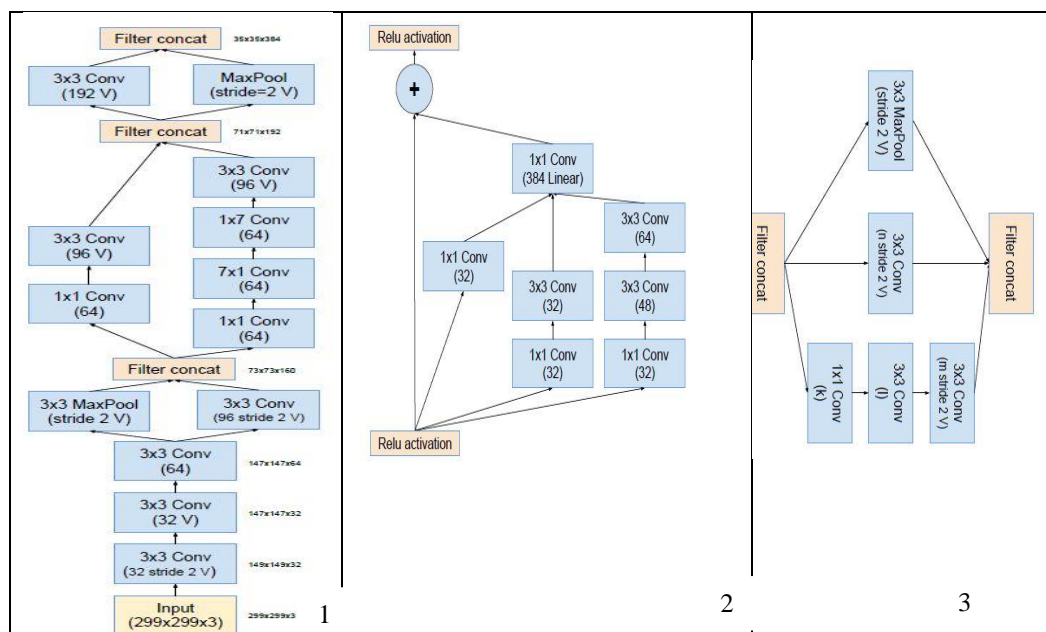 Filter concat
35x35x384
3x3 Conv
(192 V)
MaxPool
(stride=2 V)
Filter concat
71x71x192
3x3 Conv
(96 V)
1x7 Conv
(64)
3x3 Conv
(96 V)
7x1 Conv
(64)
1x1 Conv
(64)
1x1 Conv
(64)
Filter concat
73x73x160
3x3 MaxPool
(stride 2 V)
3x3 Conv
(96 stride 2 V)
3x3 Conv
(64)
147x147x64
3x3 Conv
(32 V)
147x147x32
3x3 Conv
(32 stride 2 V)
149x149x32
Input
(299x299x3)
299x299x3
1
Relu activation
+
1x1 Conv
(384 Linear)
3x3 Conv
(64)
1x1 Conv
(32)
3x3 Conv
(32)
3x3 Conv
(48)
1x1 Conv
(32)
1x1 Conv
(32)
Relu activation
2
3x3 MaxPool
(stride 2 V)
Filter concat
3x3 Conv
(n stride 2 V)
Filter concat
1x1 Conv
(k)
3x3 Conv
(l)
3x3 Conv
(m stride 2 V)
3